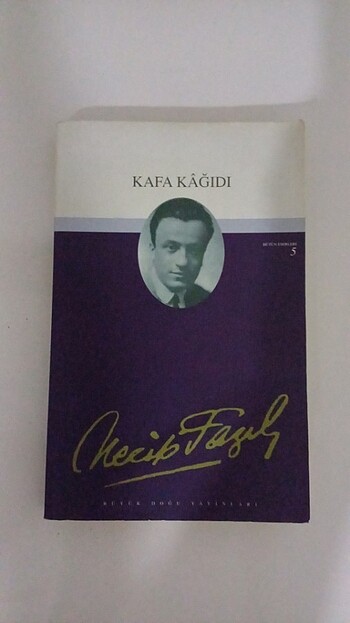 KAFA KÂĞIDI
BÜTÜN ESERLERİ
5
Necip Fazıl
BÜYÜK DOĞU YAYINLARI